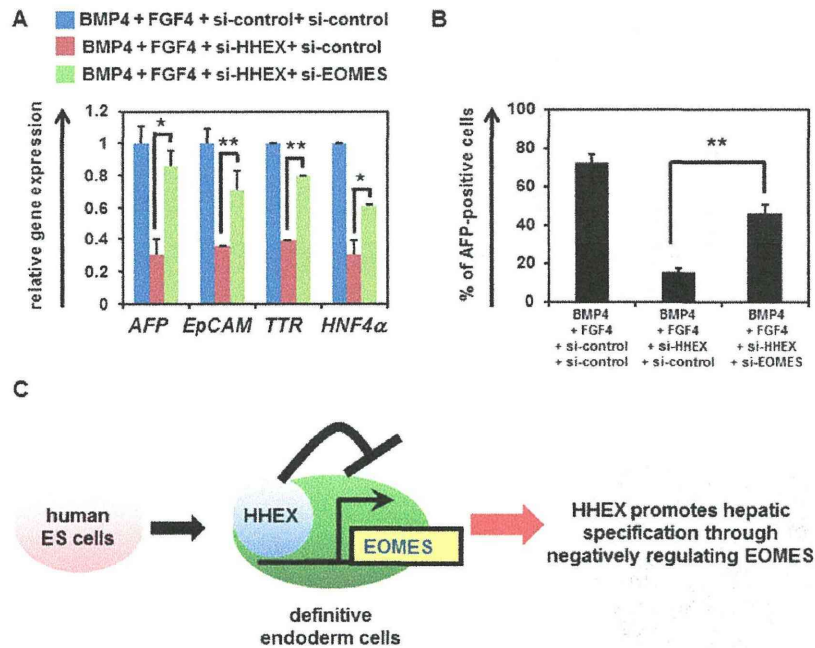 A
BMP4 + FGF4 + si-control+ si-control
BMP4 + FGF4 + si-HHEX+ si-control
BMP4 + FGF4 + si-HHEX+ si-EOMES
relative gene expression
1.2
1
0.8
0.6
0.4
0.2
0
*
**
**
*
AFP EpCAM TTR HNF4α
B
% of AFP-positive cells
100
80
60
40
20
0
**
BMP4
+ FGF4
+ si-control
+ si-control
BMP4
+ FGF4
+ si-HHEX
+ si-control
BMP4
+ FGF4
+ si-HHEX
+ si-EOMES
C
human
ES cells
HHEX
EOMES
definitive
endoderm cells
HHEX promotes hepatic
specification through
negatively regulating EOMES